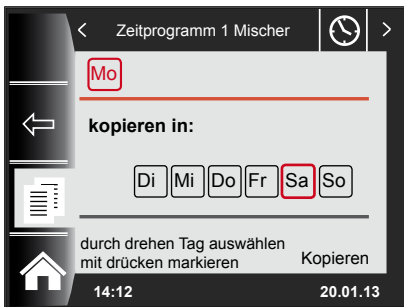 Zeitprogramm 1 Mischer
Mo
kopieren in:
Di Mi Do Fr Sa So
durch drehen Tag auswählen
mit drücken markieren Kopieren
14:12 20.01.13